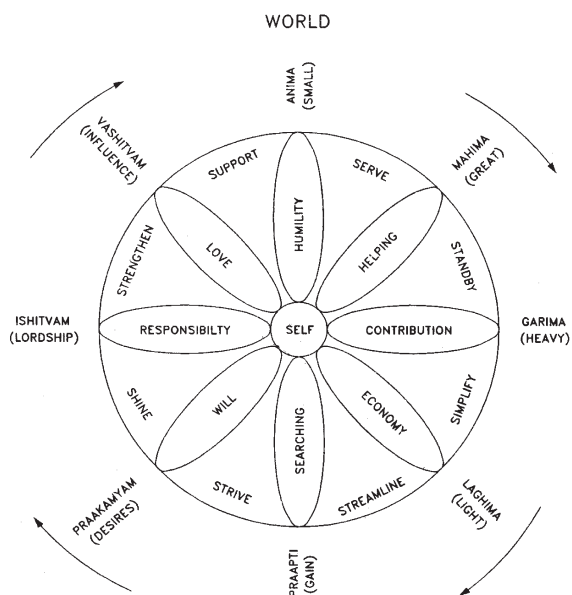 WORLD
ANIMA
(SMALL)
MAHIMA
(GREAT)
GARIMA
(HEAVY)
LAGHIMA
(LIGHT)
PRAAPTI
(GAIN)
PRAAKAMYAM
(DESIRES)
ISHITVAM
(LORDSHIP)
VASHITVAM
(INFLUENCE)
SUPPORT
SERVE
STANDBY
SIMPLIFY
STREAMLINE
STRIVE
SHINE
STRENGTHEN
HUMILITY
HELPING
CONTRIBUTION
ECONOMY
SEARCHING
WILL
RESPONSIBILTY
LOVE
SELF